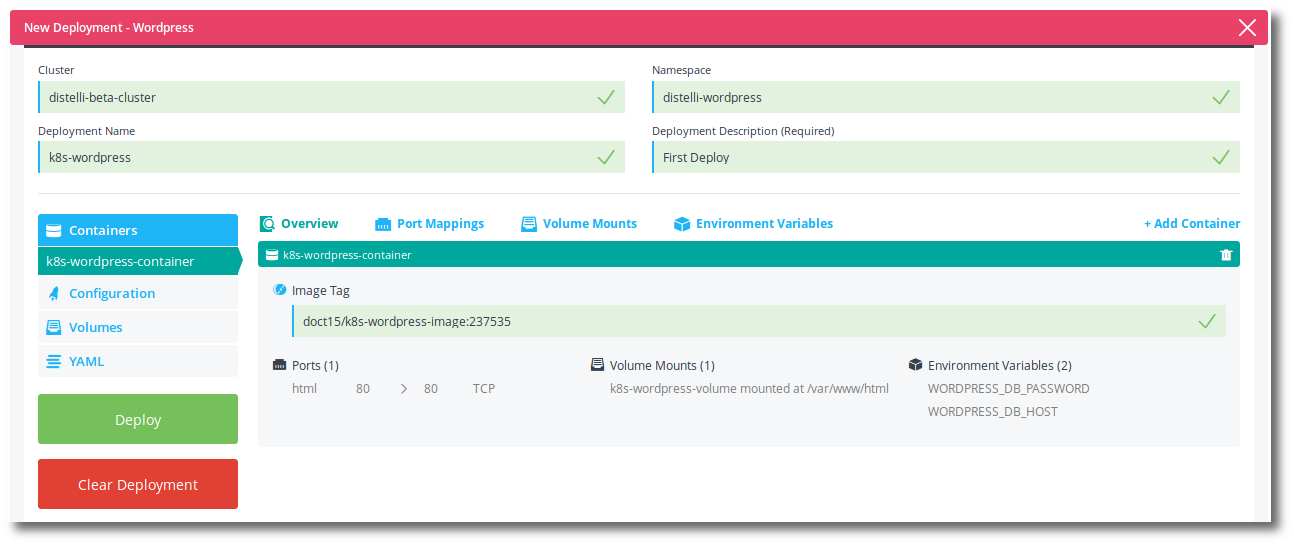 New Deployment - Wordpress
Cluster
Namespace
distelli-beta-cluster
distelli-wordpress
Deployment Name
Deployment Description (Required)
k8s-wordpress
First Deploy
Containers
k8s-wordpress-container
Configuration
Volumes
YAML
Deploy
Clear Deployment
Overview
Port Mappings
Volume Mounts
Environment Variables
+ Add Container
k8s-wordpress-container
Image Tag
doct15/k8s-wordpress-image:237535
Ports (1)
html 80 > 80 TCP
Volume Mounts (1)
k8s-wordpress-volume mounted at /var/www/html
Environment Variables (2)
WORDPRESS_DB_PASSWORD
WORDPRESS_DB_HOST